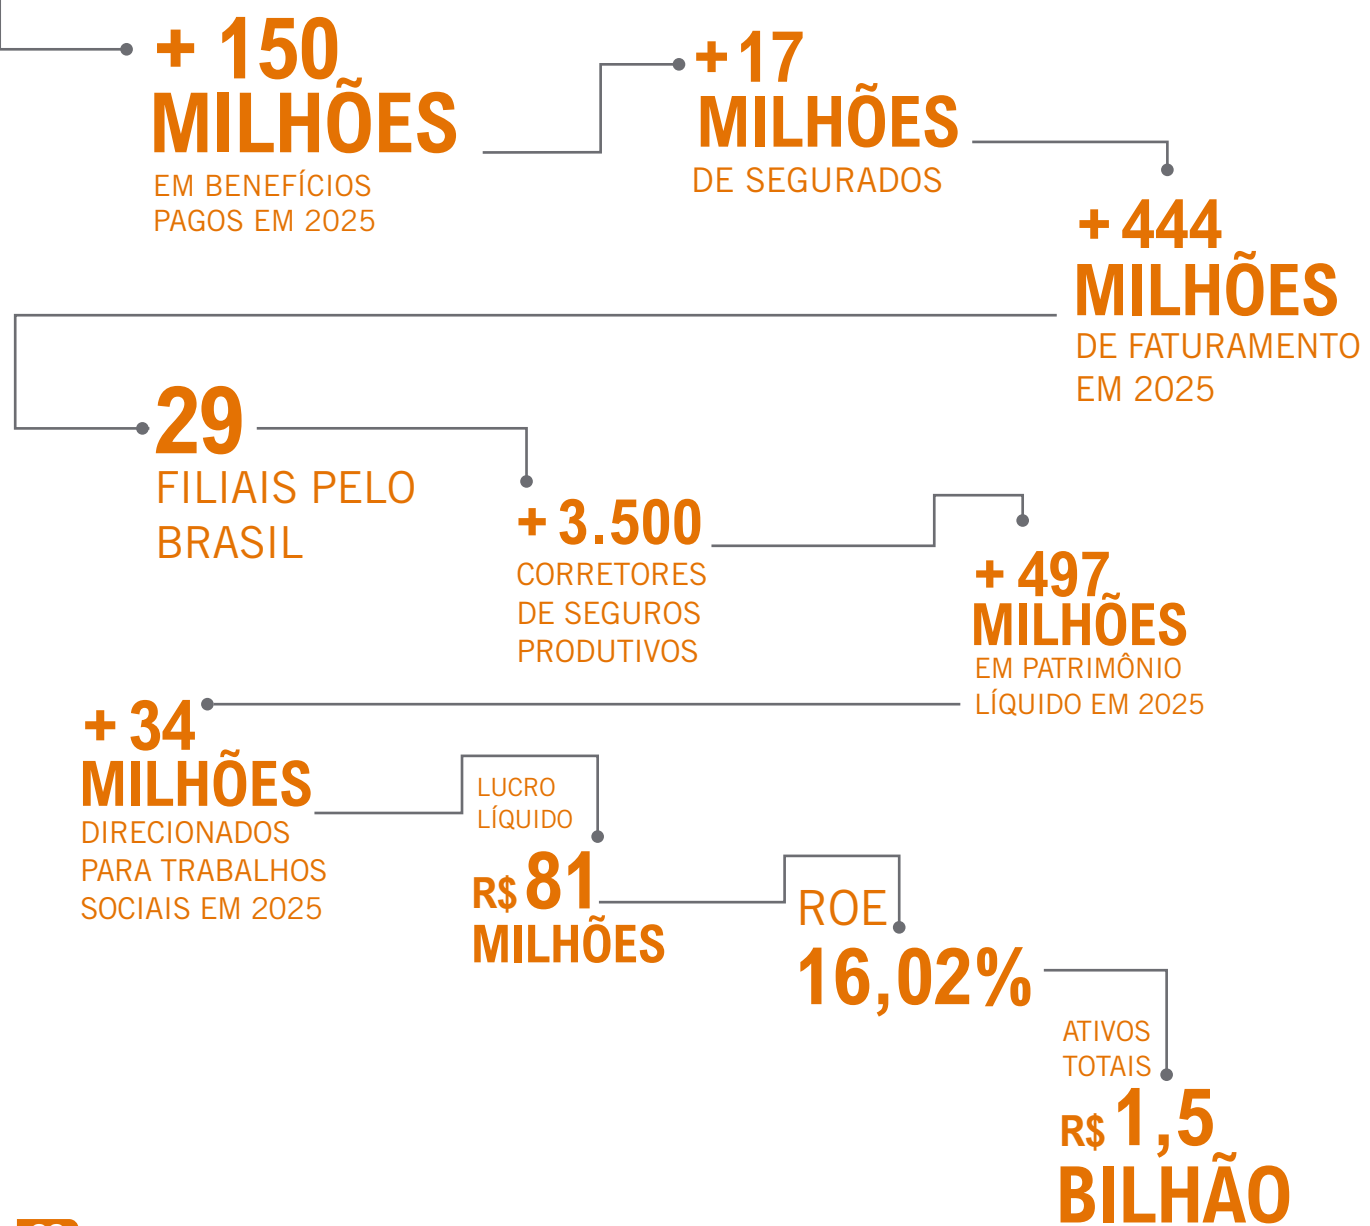 + 150
MILHÕES
EM BENEFÍCIOS
PAGOS EM 2025
+ 17
MILHÕES
DE SEGURADOS
+ 444
MILHÕES
DE FATURAMENTO
EM 2025
29
FILIAIS PELO
BRASIL
+ 3.500
CORRETORES
DE SEGUROS
PRODUTIVOS
+ 497
MILHÕES
EM PATRIMÔNIO
LÍQUIDO EM 2025
+ 34
MILHÕES
DIRECIONADOS
PARA TRABALHOS
SOCIAIS EM 2025
LUCRO
LÍQUIDO
R$ 81
MILHÕES
ROE
16,02%
ATIVOS
TOTAIS
R$ 1,5
BILHÃO